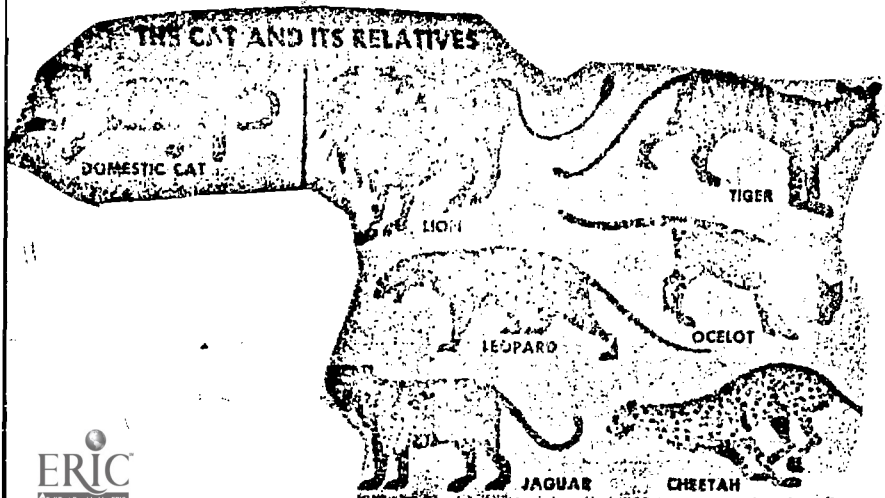 THE CAT AND ITS RELATIVES
DOMESTIC CAT
LION
TIGER
LEOPARD
OCELOT
JAGUAR
CHEETAH
ERIC